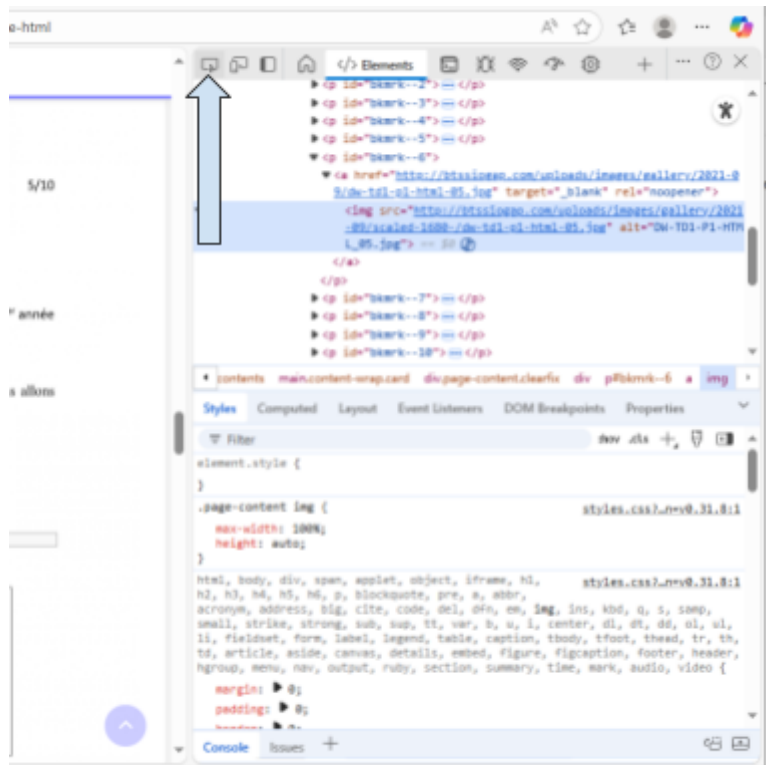 e-html
</> Elements
<p id="bkmrk--2">⋯</p>
<p id="bkmrk--3">⋯</p>
<p id="bkmrk--4">⋯</p>
<p id="bkmrk--5">⋯</p>
<p id="bkmrk--6">
5/10
<a href="http://btssiogap.com/uploads/images/gallery/2021-0
9/dw-td1-p1-html-05.jpg" target="_blank" rel="noopener">
<img src="http://btssiogap.com/uploads/images/gallery/2021
-09/scaled-1680-/dw-td1-p1-html-05.jpg" alt="DW-TD1-P1-HTM
L_05.jpg"> == $0
</a>
</p>
année
<p id="bkmrk--7">⋯</p>
<p id="bkmrk--8">⋯</p>
<p id="bkmrk--9">⋯</p>
<p id="bkmrk--10">⋯</p>
contents main.content-wrap.card div.page-content.clearfix div p#bkmrk--6 a img
s allons
Styles Computed Layout Event Listeners DOM Breakpoints Properties
Filter :hov .cls
element.style {
}
.page-content img { styles.css?…n=v0.31.8:1
max-width: 100%;
height: auto;
}
html, body, div, span, applet, object, iframe, h1, styles.css?…n=v0.31.8:1
h2, h3, h4, h5, h6, p, blockquote, pre, a, abbr,
acronym, address, big, cite, code, del, dfn, em, img, ins, kbd, q, s, samp,
small, strike, strong, sub, sup, tt, var, b, u, i, center, dl, dt, dd, ol, ul,
li, fieldset, form, label, legend, table, caption, tbody, tfoot, thead, tr, th,
td, article, aside, canvas, details, embed, figure, figcaption, footer, header,
hgroup, menu, nav, output, ruby, section, summary, time, mark, audio, video {
margin: ▶ 0;
padding: ▶ 0;
Console Issues